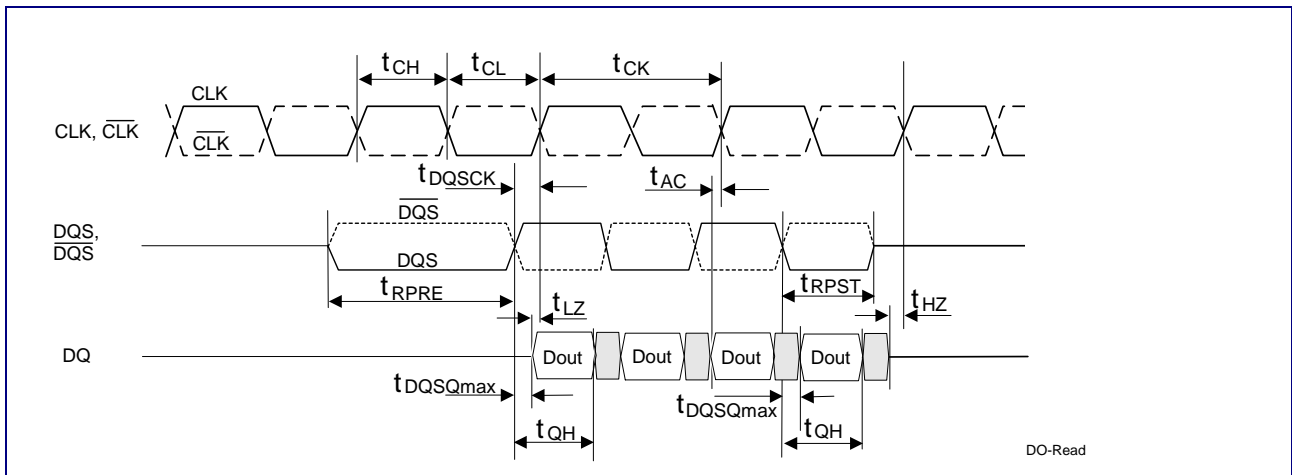 tCH tCL tCK
CLK
CLK, CLK
CLK
tDQSCK tAC
DQS
DQS,
DQS
DQS
tRPRE tRPST
tLZ tHZ
DQ Dout Dout Dout Dout
tDQSQmax tDQSQmax
tQH tQH
DO-Read